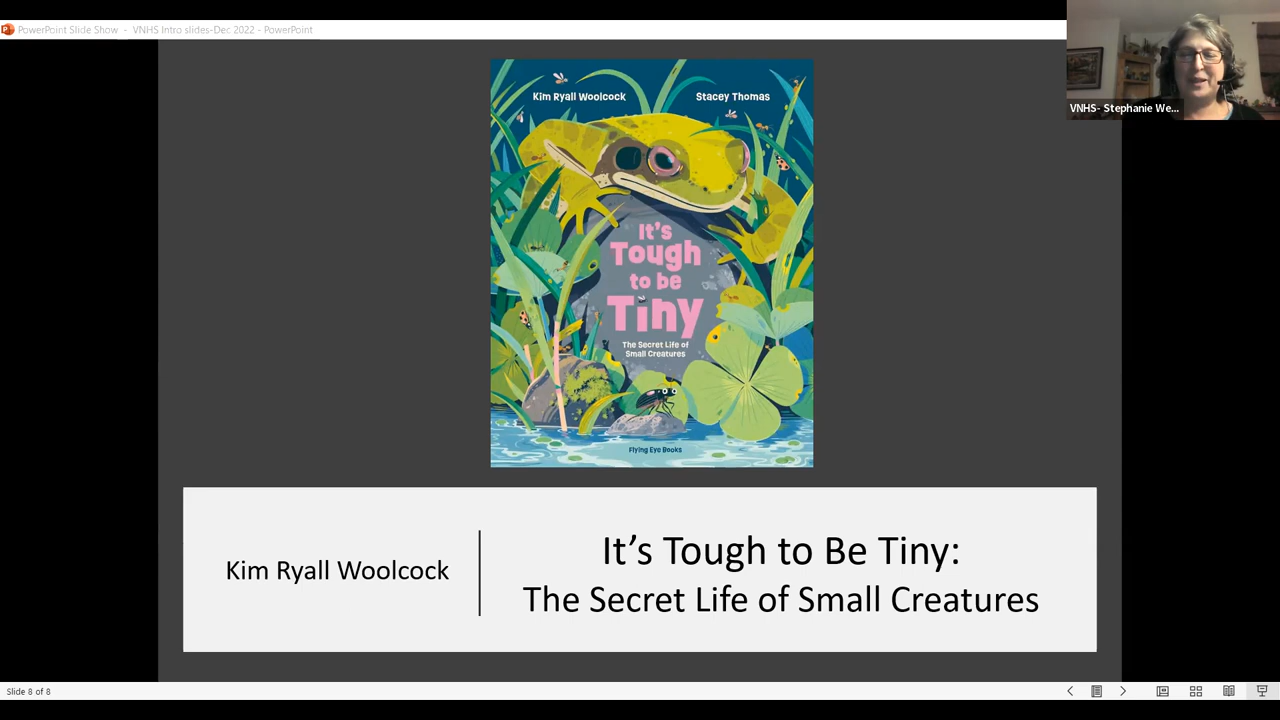 PowerPoint Slide Show - VNHS Intro slides-Dec 2022 - PowerPoint
VNHS- Stephanie We...
Kim Ryall Woolcock
Stacey Thomas
It's
Tough
to be
Tiny
The Secret Life of
Small Creatures
Flying Eye Books
Kim Ryall Woolcock
It’s Tough to Be Tiny:
The Secret Life of Small Creatures
Slide 8 of 8